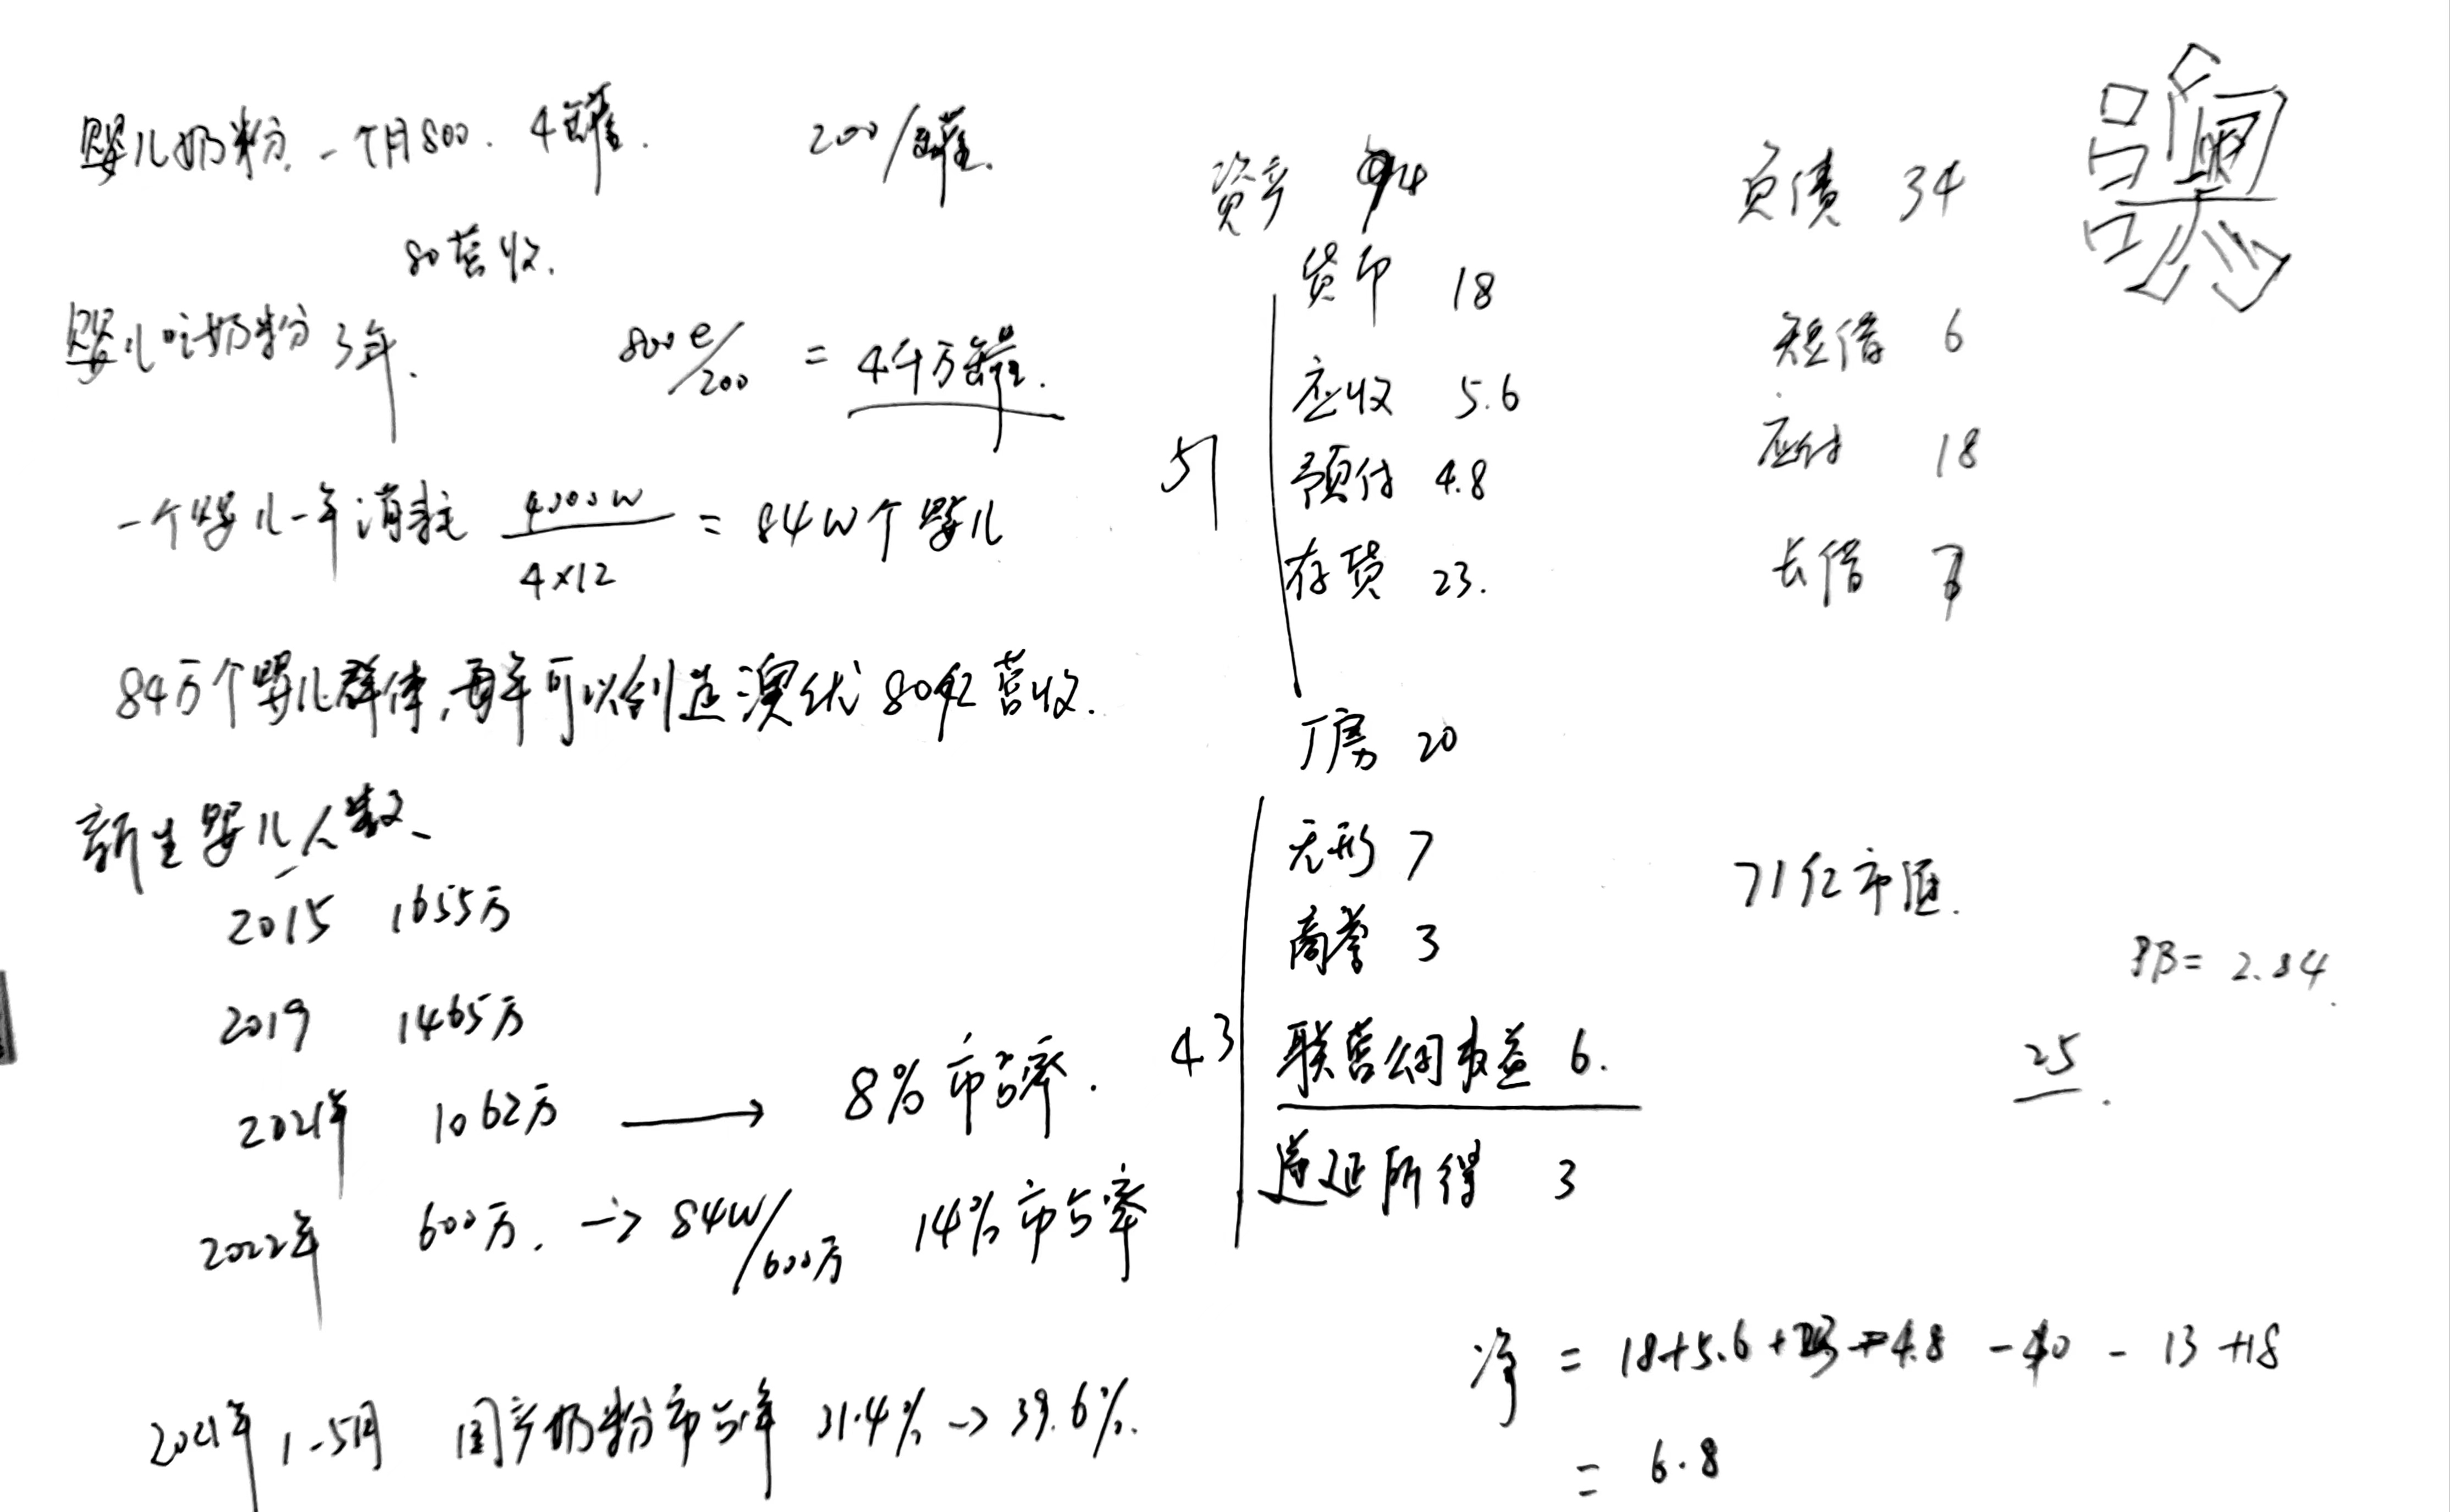 婴儿奶粉. 一个月800. 4罐. 200/罐.
80营收.
婴儿吃奶粉3年. 80亿/200 = 4千万罐.
一个婴儿一年消耗 4000w/4×12 = 84w个婴儿
84万个婴儿群体,每年可以创造澳优80亿营收.
新生婴儿人数、
2015 1655万
2019 1465万
2021年 1062万 → 8%市占率.
2022年 600万. → 84w/600万 14%市占率
2021年1-5月 国产奶粉市占率 31.4% → 39.6%.
资产 94
货币 18
应收 5.6
51
预付 4.8
存货 23.
厂房 20
无形 7
商誉 3
43
联营公司权益 6.
递延所得 3
负债 34
短借 6
应付 18
长借
71亿市值.
PB= 2.84.
25.
净 = 18+5.6+23+4.8 -40 - 13 +18
= 6.8